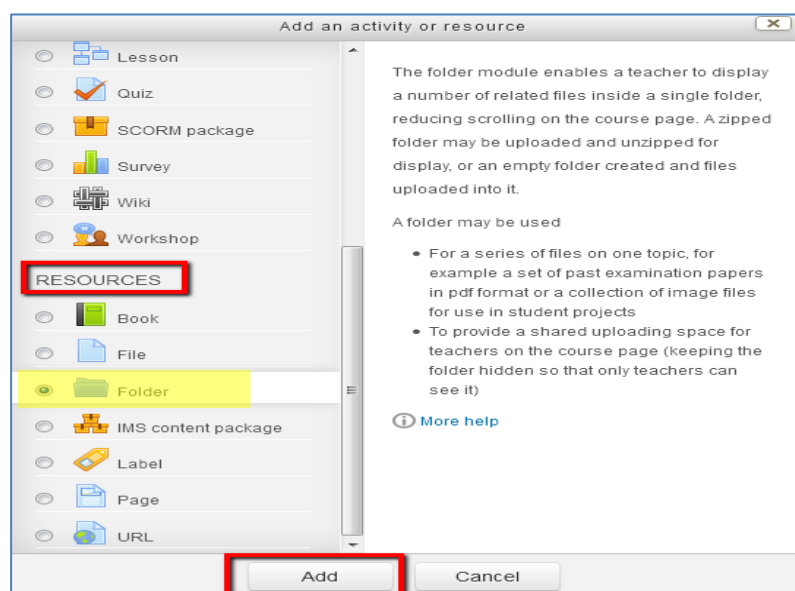 Add an activity or resource
Lesson
Quiz
SCORM package
Survey
Wiki
Workshop
RESOURCES
Book
File
Folder
IMS content package
Label
Page
URL
The folder module enables a teacher to display
a number of related files inside a single folder,
reducing scrolling on the course page. A zipped
folder may be uploaded and unzipped for
display, or an empty folder created and files
uploaded into it.
A folder may be used
• For a series of files on one topic, for
example a set of past examination papers
in pdf format or a collection of image files
for use in student projects
• To provide a shared uploading space for
teachers on the course page (keeping the
folder hidden so that only teachers can
see it)
More help
Add
Cancel